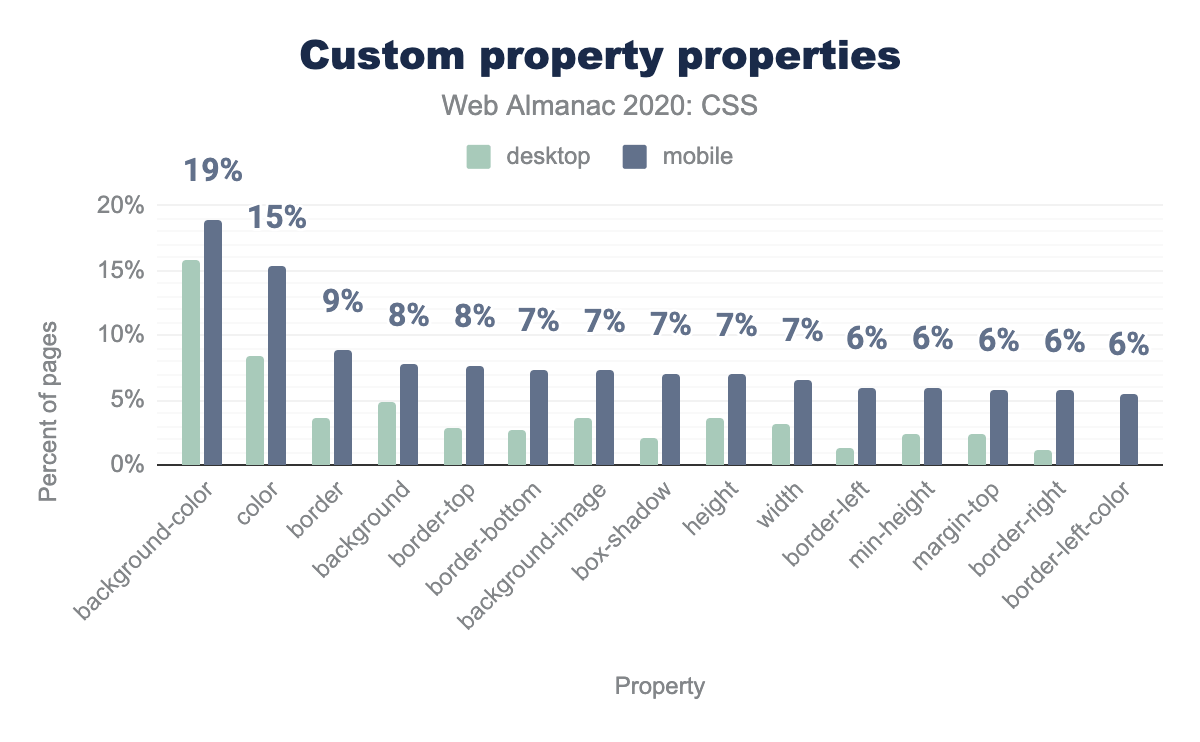 Custom property properties
Web Almanac 2020: CSS
desktop mobile
19%
15%
9%
8%
8%
7%
7%
7%
7%
7%
6%
6%
6%
6%
6%
20%
15%
10%
5%
0%
Percent of pages
background-color
color
border
background
border-top
border-bottom
background-image
box-shadow
height
width
border-left
min-height
margin-top
border-right
border-left-color
Property